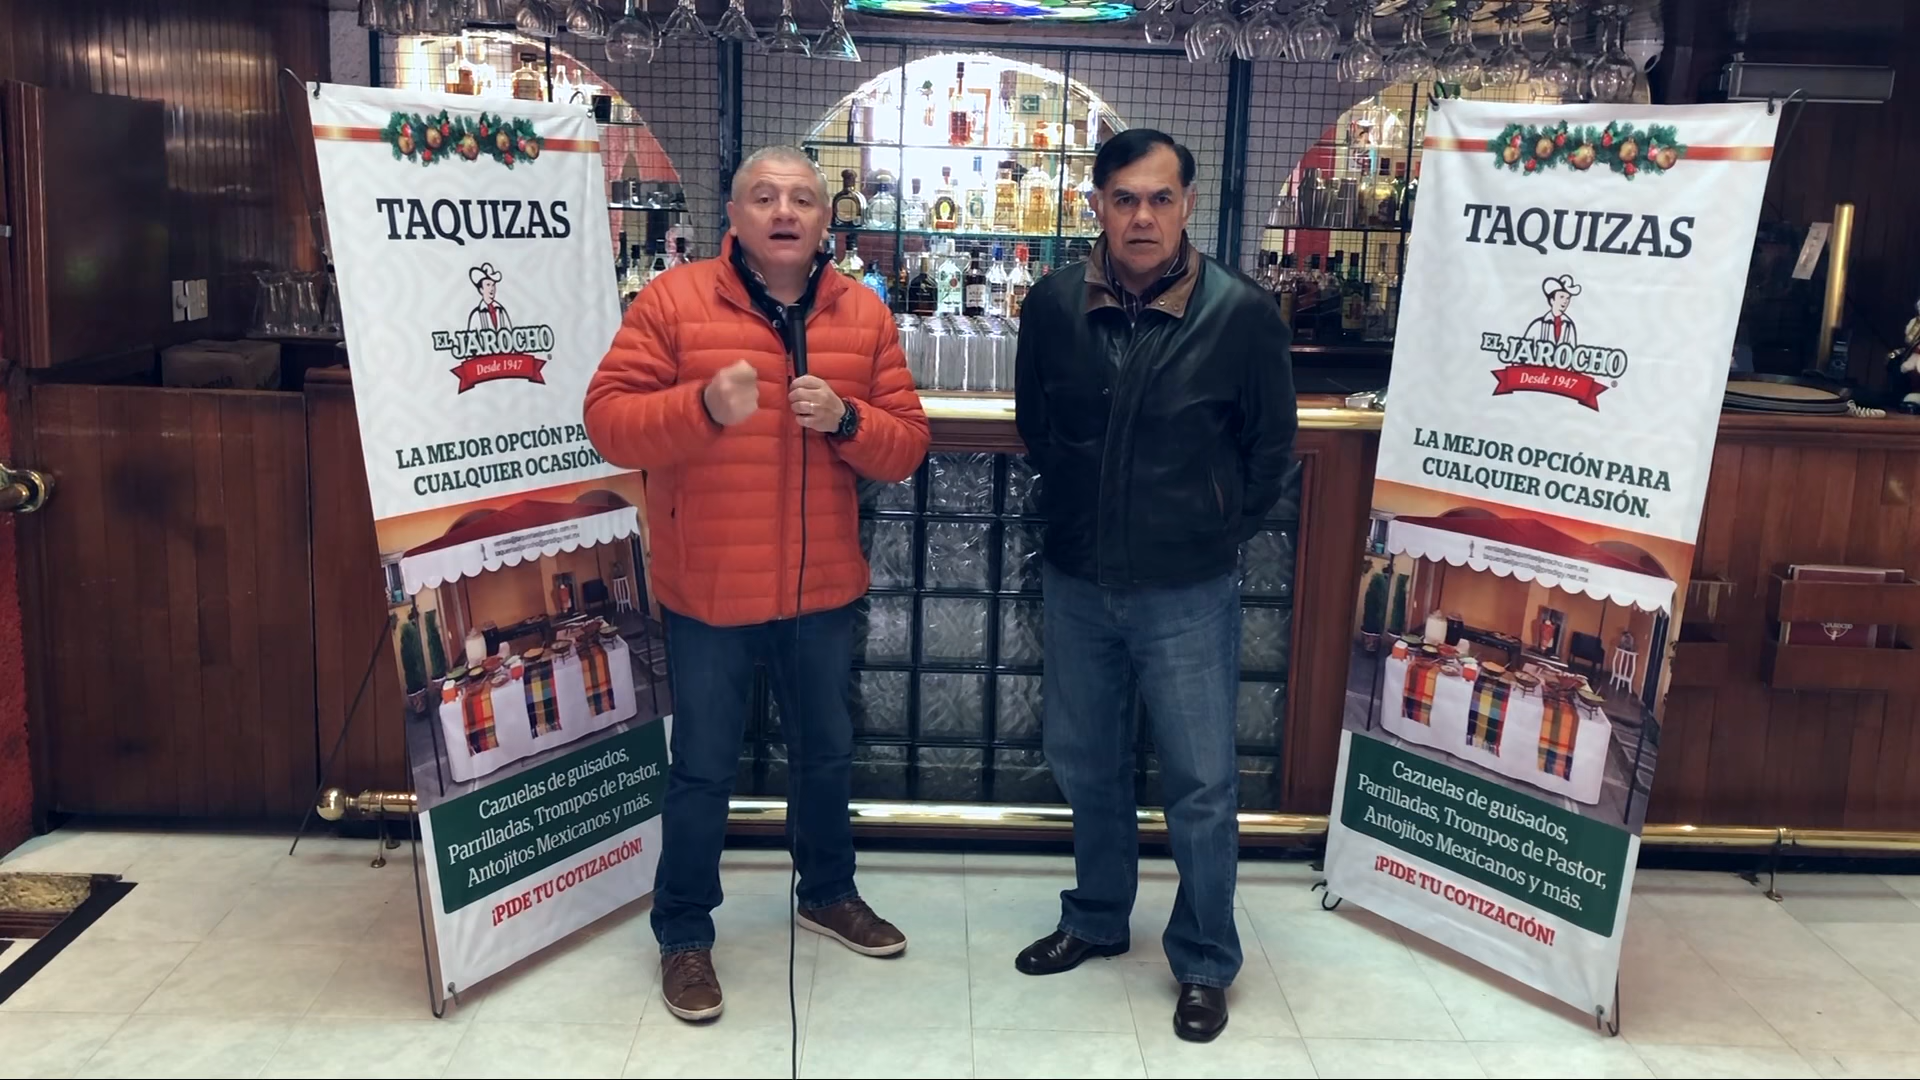 TAQUIZAS
EL JAROCHO
Desde 1947
LA MEJOR OPCIÓN PA
CUALQUIER OCASIÓN.
Cazuelas de guisados,
Parrilladas, Trompos de Pastor,
Antojitos Mexicanos y más.
¡PIDE TU COTIZACIÓN!
TAQUIZAS
EL JAROCHO
Desde 1947
LA MEJOR OPCIÓN PARA
CUALQUIER OCASIÓN.
Cazuelas de guisados,
Parrilladas, Trompos de Pastor,
Antojitos Mexicanos y más.
¡PIDE TU COTIZACIÓN!